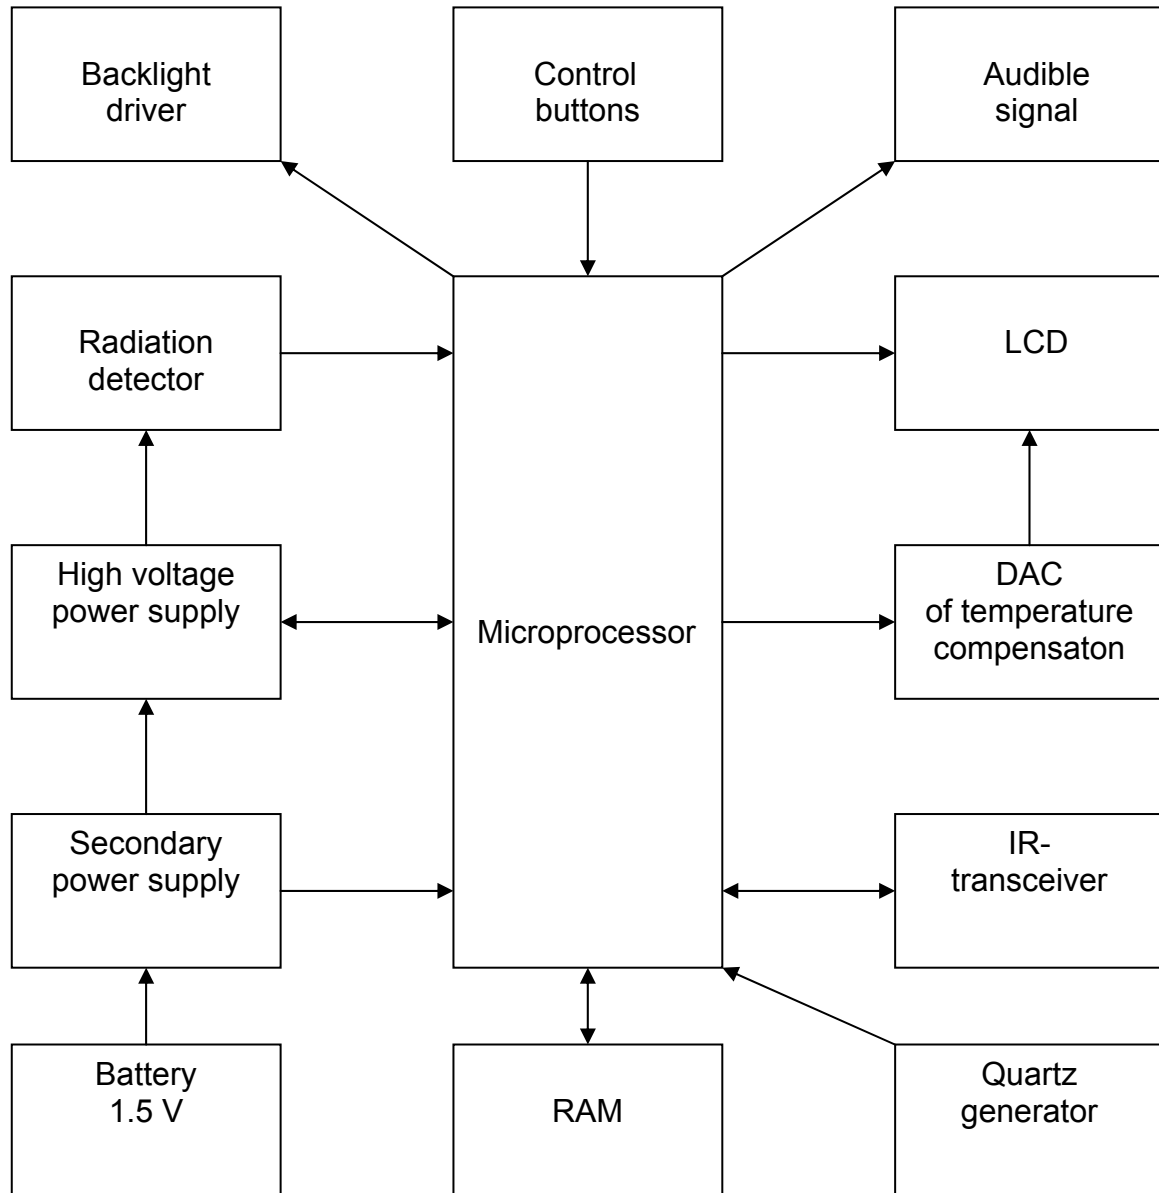 Backlight
driver
Control
buttons
Audible
signal
Radiation
detector
LCD
High voltage
power supply
Microprocessor
DAC
of temperature
compensaton
Secondary
power supply
IR-
transceiver
Battery
1.5 V
RAM
Quartz
generator